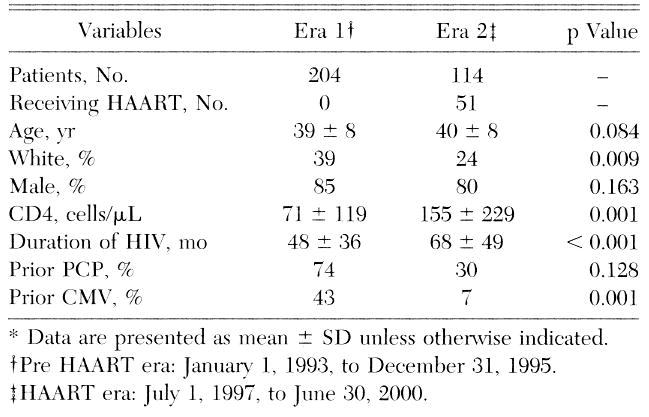 Variables Era 1† Era 2‡ p Value
Patients, No. 204 114 –
Receiving HAART, No. 0 51 –
Age, yr 39 ± 8 40 ± 8 0.084
White, % 39 24 0.009
Male, % 85 80 0.163
CD4, cells/μL 71 ± 119 155 ± 229 0.001
Duration of HIV, mo 48 ± 36 68 ± 49 < 0.001
Prior PCP, % 74 30 0.128
Prior CMV, % 43 7 0.001
* Data are presented as mean ± SD unless otherwise indicated.
†Pre HAART era: January 1, 1993, to December 31, 1995.
‡HAART era: July 1, 1997, to June 30, 2000.